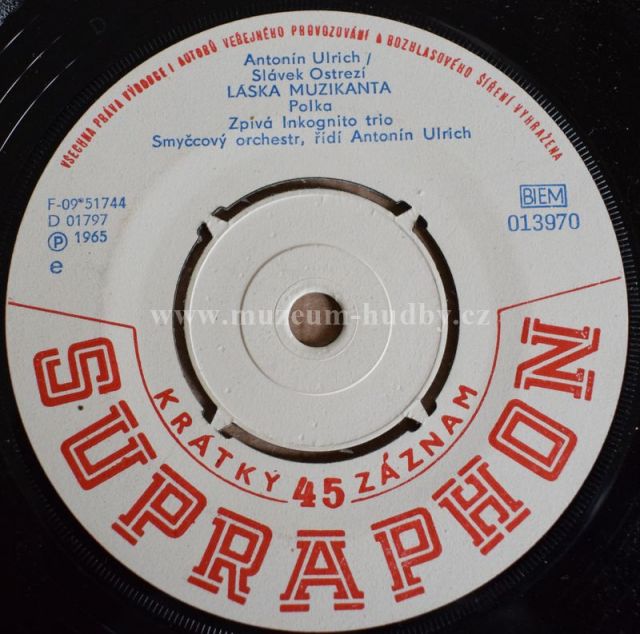 VŠECHNA PRÁVA VÝROBCE I AUTORŮ VEŘEJNÉHO PROVOZOVÁNÍ A ROZHLASOVÉHO ŠÍŘENÍ VYHRAŽENA
Antonín Ulrich /
Slávek Ostrezí
LÁSKA MUZIKANTA
Polka
Zpívá Inkognito trio
Smyčcový orchestr, řídí Antonín Ulrich
F-09*51744
D 01797
Ⓟ 1965
e
BIEM
013970
www.muzeum-hudby.cz
KRÁTKÝ 45 ZÁZNAM
SUPRAPHON